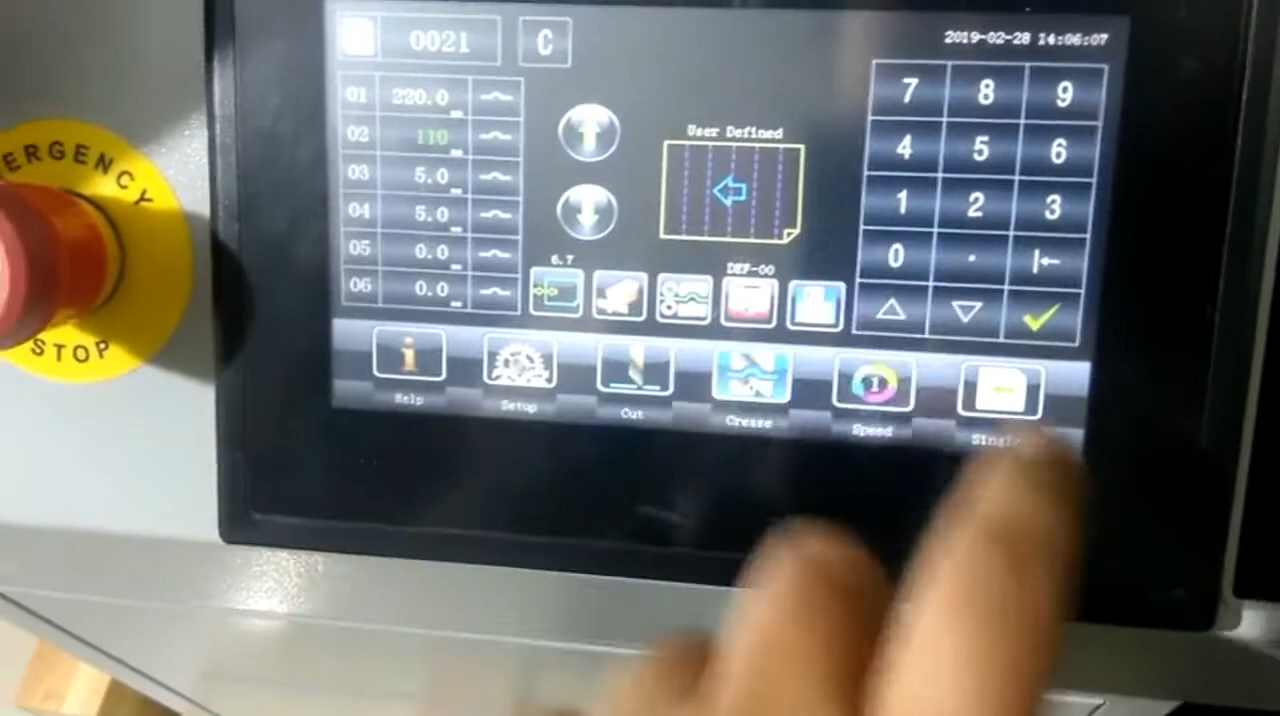 0021 C 2019-02-28 14:06:07
01 220.0
02 110
03 5.0
04 5.0
05 0.0
06 0.0
User Defined
6.7 DEF-00
7 8 9
4 5 6
1 2 3
0 .
i
1
Help Setup Cut Crease Speed
EMERGENCY
STOP